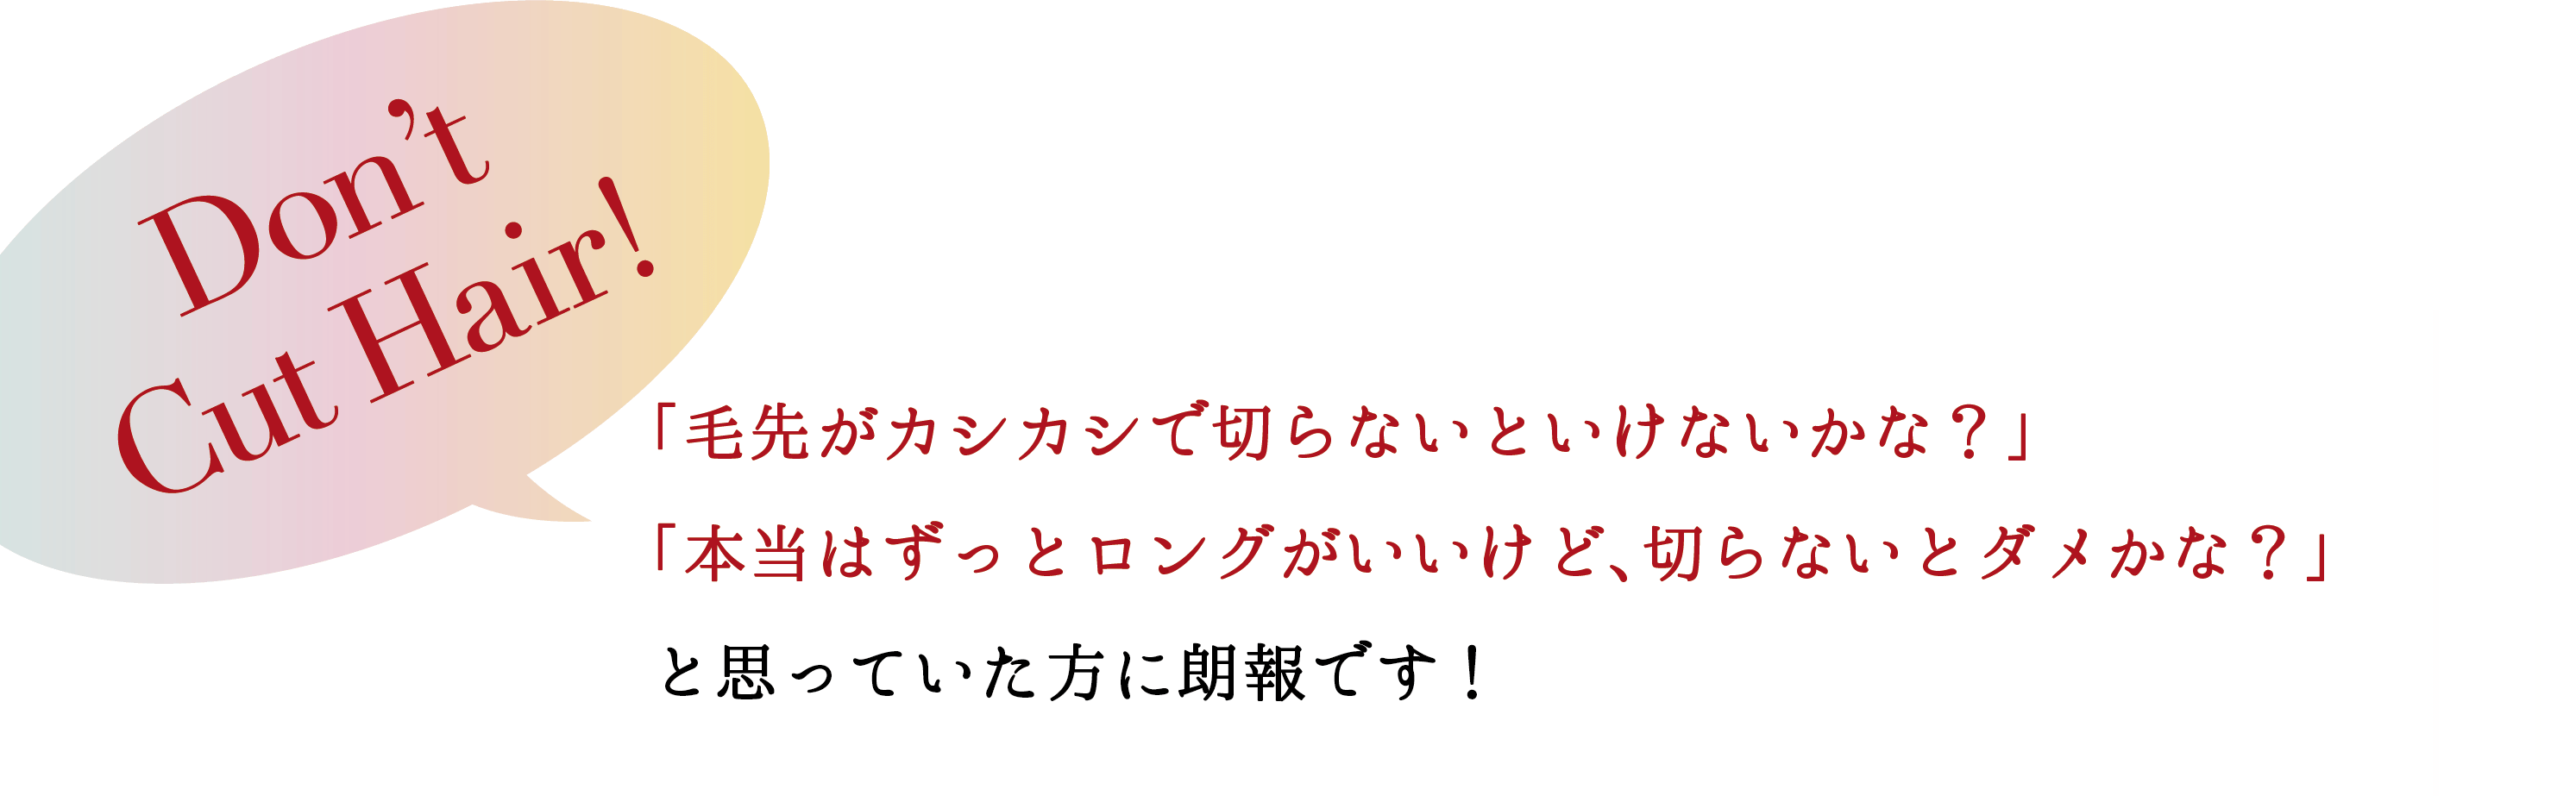 Don’t
Cut Hair!
「毛先がカシカシで切らないといけないかな？」
「本当はずっとロングがいいけど、切らないとダメかな？」
と思っていた方に朗報です！